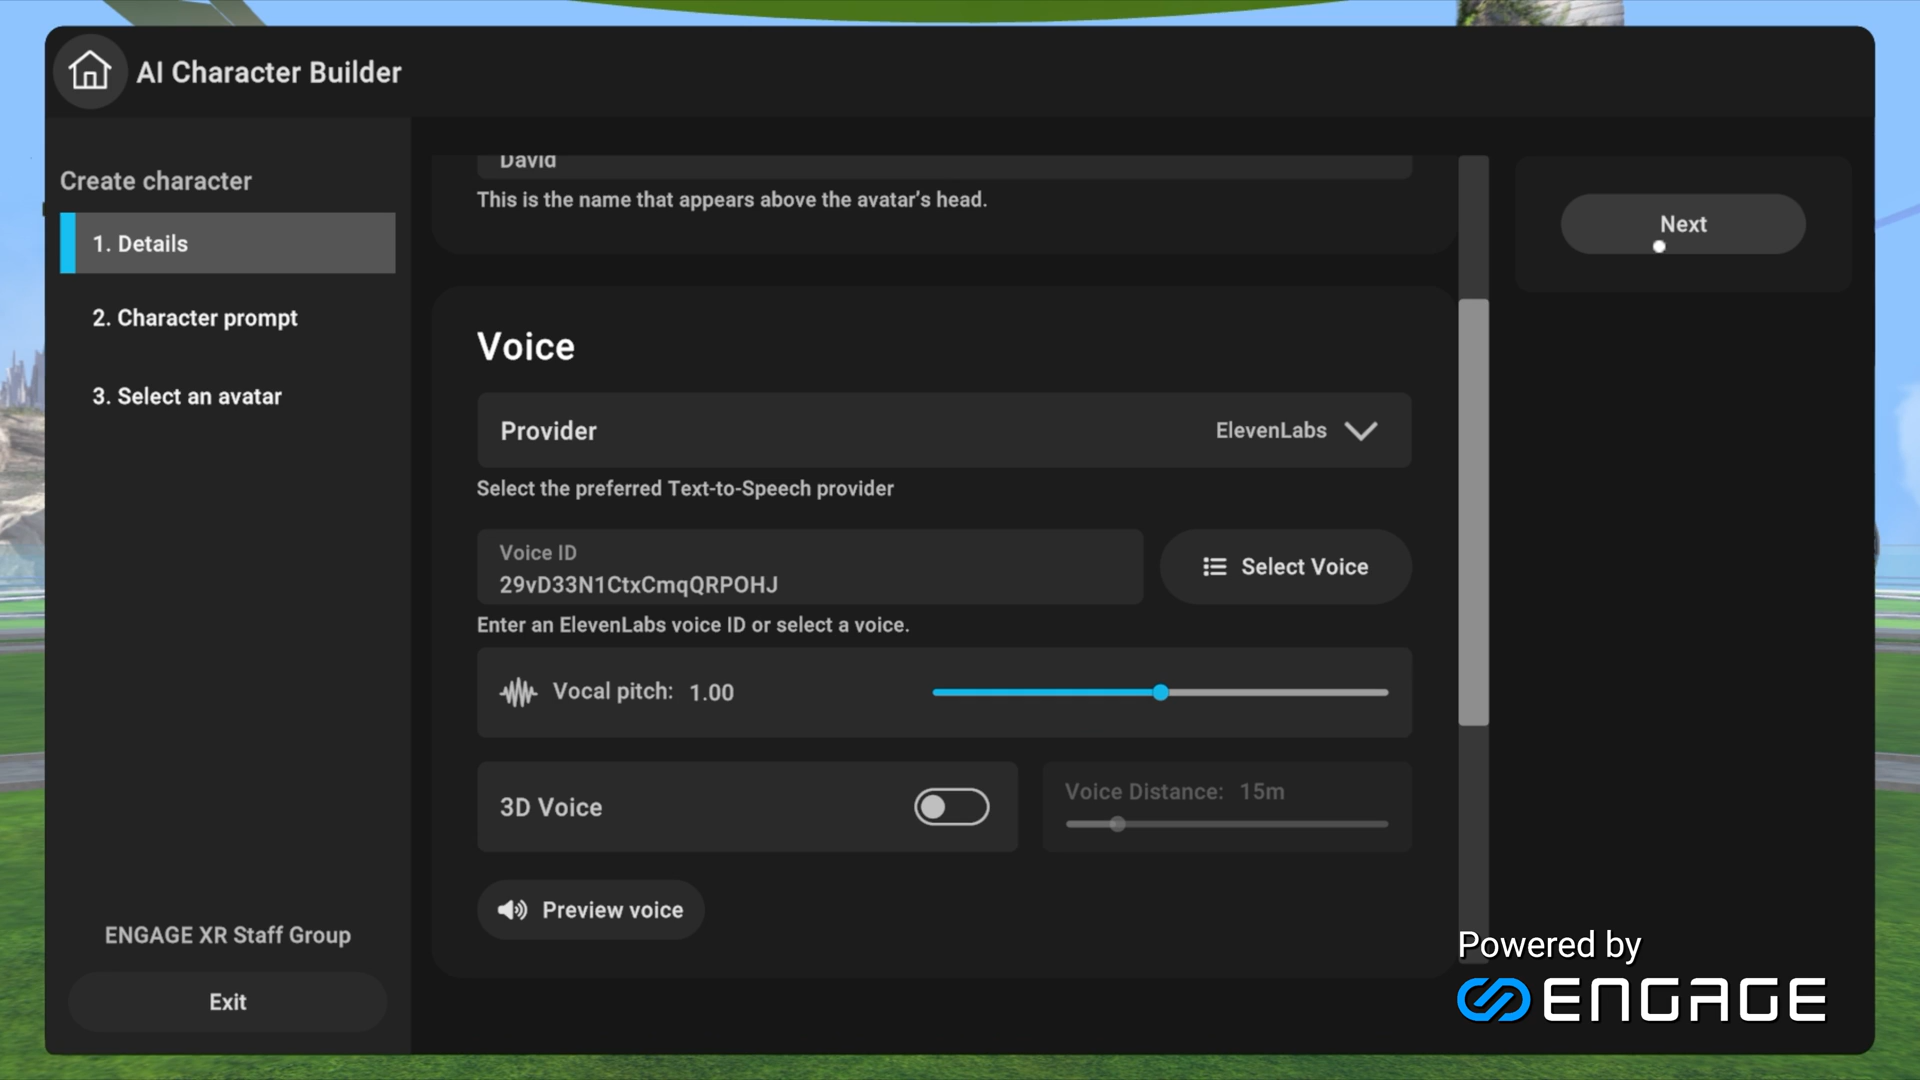 AI Character Builder
Create character
1. Details
2. Character prompt
3. Select an avatar
ENGAGE XR Staff Group
Exit
David
This is the name that appears above the avatar's head.
Voice
Provider
ElevenLabs
Select the preferred Text-to-Speech provider
Voice ID
29vD33N1CtxCmqQRPOHJ
Select Voice
Enter an ElevenLabs voice ID or select a voice.
Vocal pitch: 1.00
3D Voice
Voice Distance: 15m
Preview voice
Next
Powered by
ENGAGE